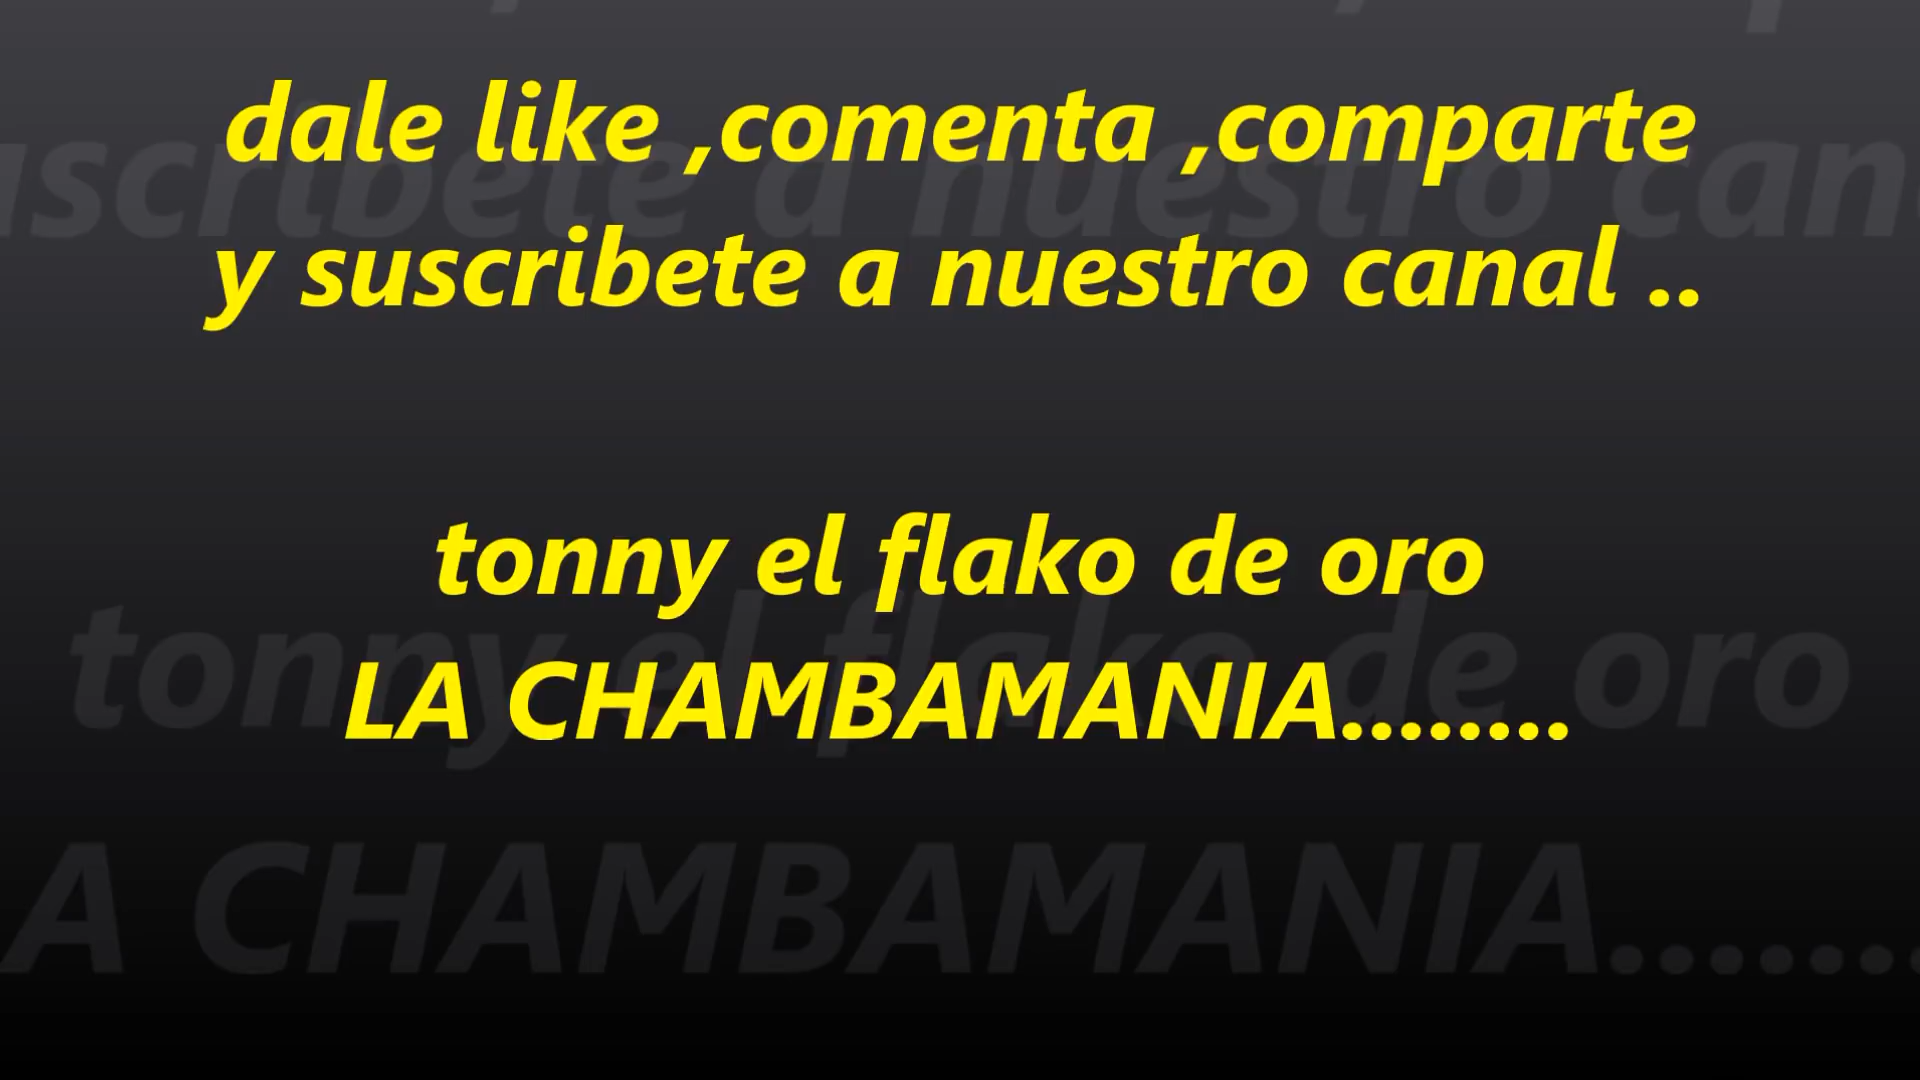 dale like ,comenta ,comparte
y suscribete a nuestro canal ..
tonny el flako de oro
LA CHAMBAMANIA........